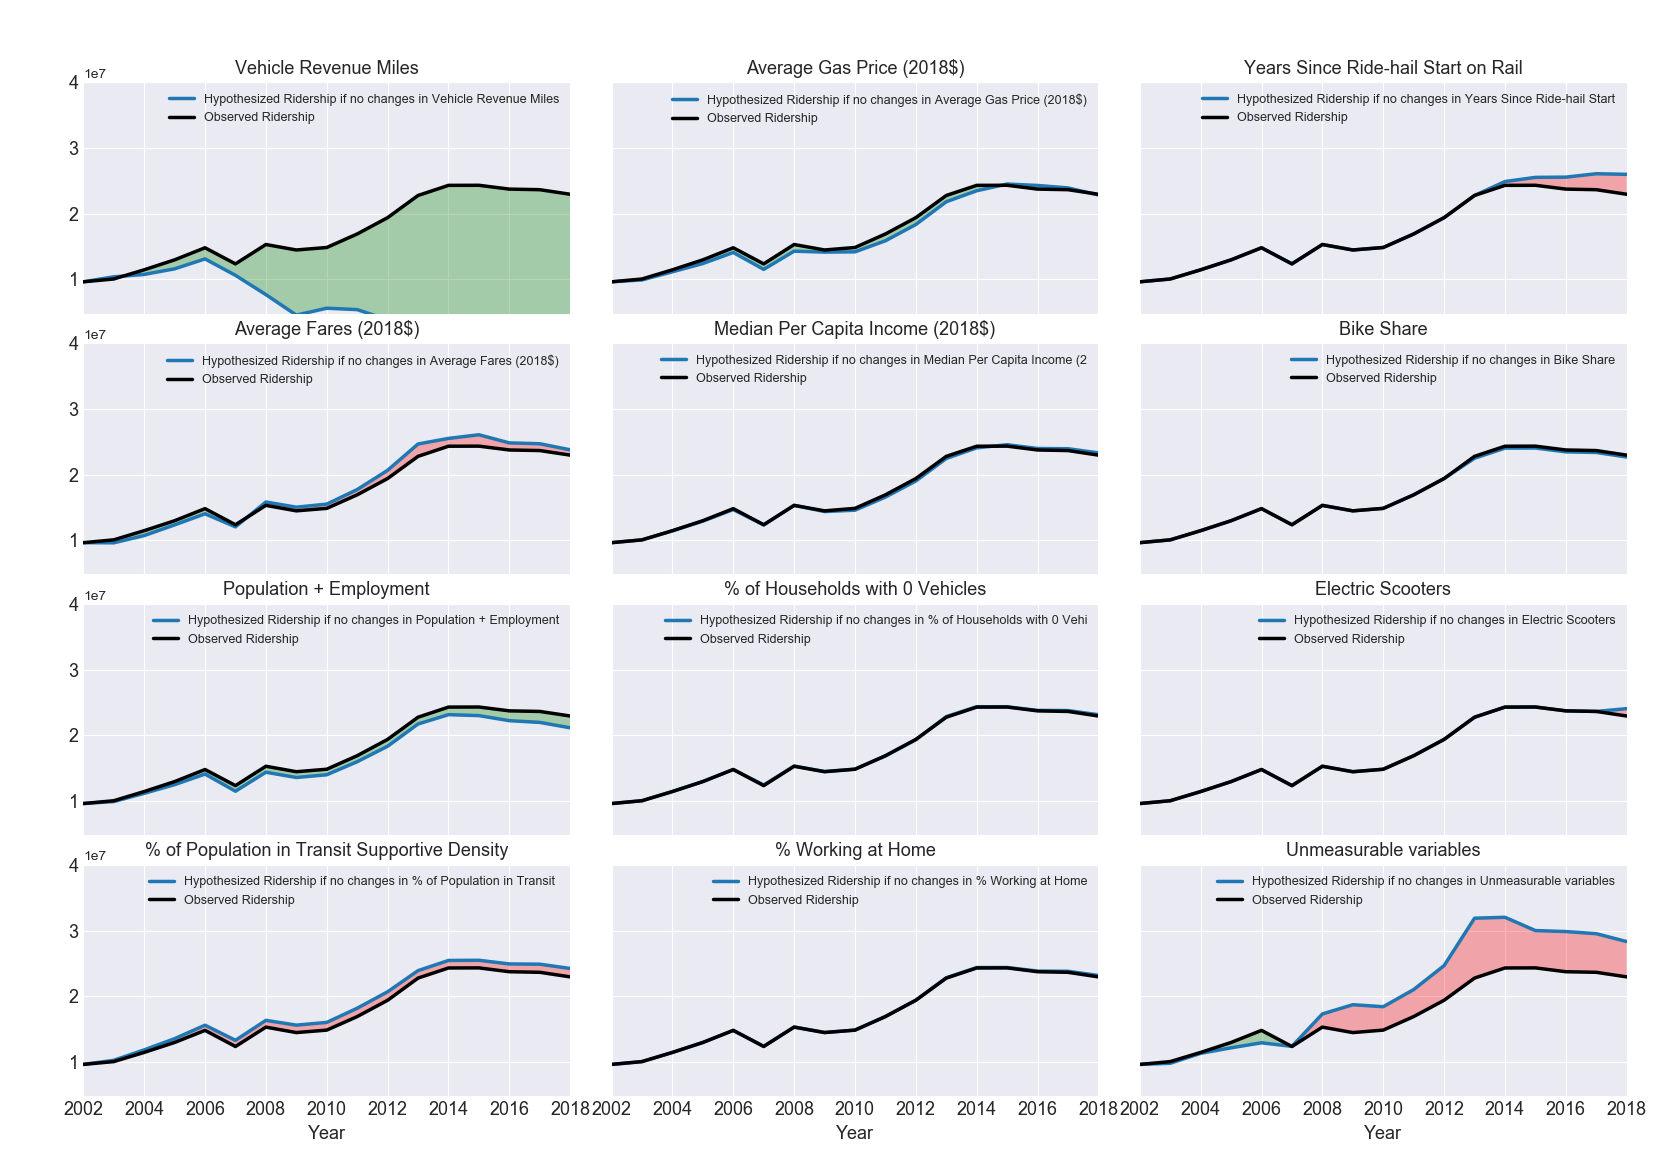 Vehicle Revenue Miles
1e7
4
3
2
1
Hypothesized Ridership if no changes in Vehicle Revenue Miles
Observed Ridership
Average Gas Price (2018$)
Hypothesized Ridership if no changes in Average Gas Price (2018$)
Observed Ridership
Years Since Ride-hail Start on Rail
Hypothesized Ridership if no changes in Years Since Ride-hail Start
Observed Ridership
Average Fares (2018$)
1e7
4
3
2
1
Hypothesized Ridership if no changes in Average Fares (2018$)
Observed Ridership
Median Per Capita Income (2018$)
Hypothesized Ridership if no changes in Median Per Capita Income (2
Observed Ridership
Bike Share
Hypothesized Ridership if no changes in Bike Share
Observed Ridership
Population + Employment
1e7
4
3
2
1
Hypothesized Ridership if no changes in Population + Employment
Observed Ridership
% of Households with 0 Vehicles
Hypothesized Ridership if no changes in % of Households with 0 Vehi
Observed Ridership
Electric Scooters
Hypothesized Ridership if no changes in Electric Scooters
Observed Ridership
% of Population in Transit Supportive Density
1e7
4
3
2
1
Hypothesized Ridership if no changes in % of Population in Transit
Observed Ridership
2002 2004 2006 2008 2010 2012 2014 2016 2018
Year
% Working at Home
Hypothesized Ridership if no changes in % Working at Home
Observed Ridership
2002 2004 2006 2008 2010 2012 2014 2016 2018
Year
Unmeasurable variables
Hypothesized Ridership if no changes in Unmeasurable variables
Observed Ridership
2002 2004 2006 2008 2010 2012 2014 2016 2018
Year